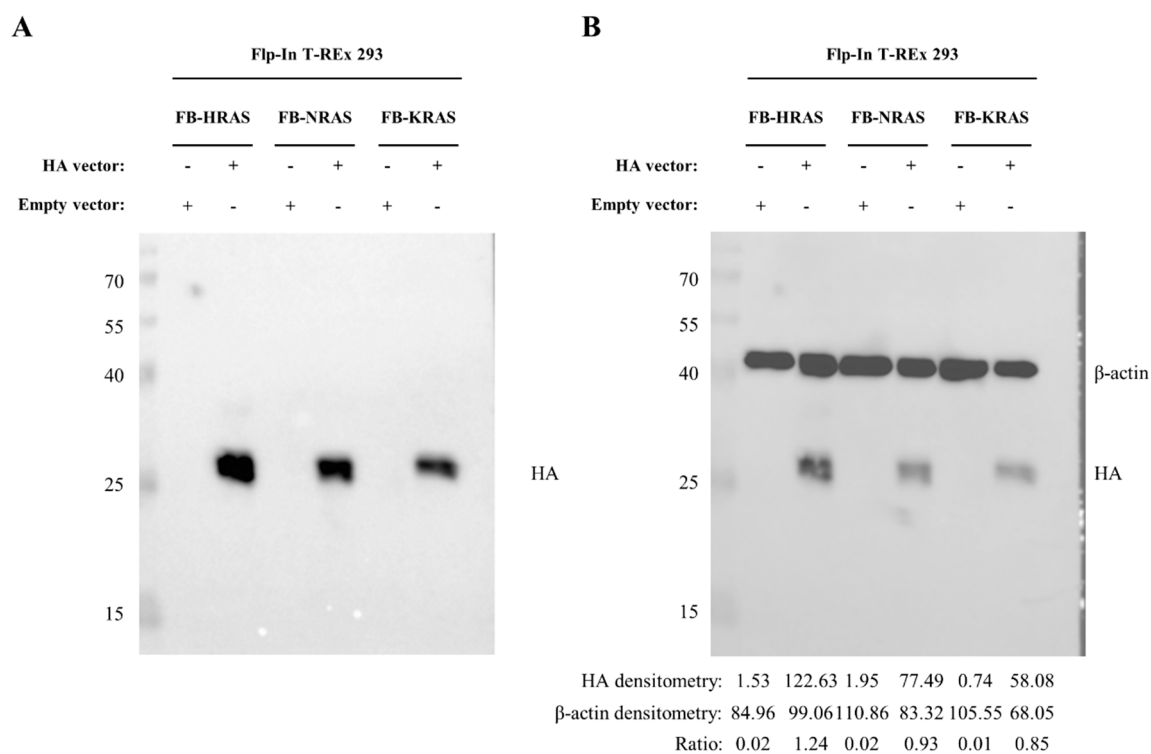 A
Flp-In T-REx 293
FB-HRAS FB-NRAS FB-KRAS
HA vector: - + - + - +
Empty vector: + - + - + -
70
55
40
25
15
HA
B
Flp-In T-REx 293
FB-HRAS FB-NRAS FB-KRAS
HA vector: - + - + - +
Empty vector: + - + - + -
70
55
40
25
15
β-actin
HA
HA densitometry: 1.53 122.63 1.95 77.49 0.74 58.08
β-actin densitometry: 84.96 99.06 110.86 83.32 105.55 68.05
Ratio: 0.02 1.24 0.02 0.93 0.01 0.85